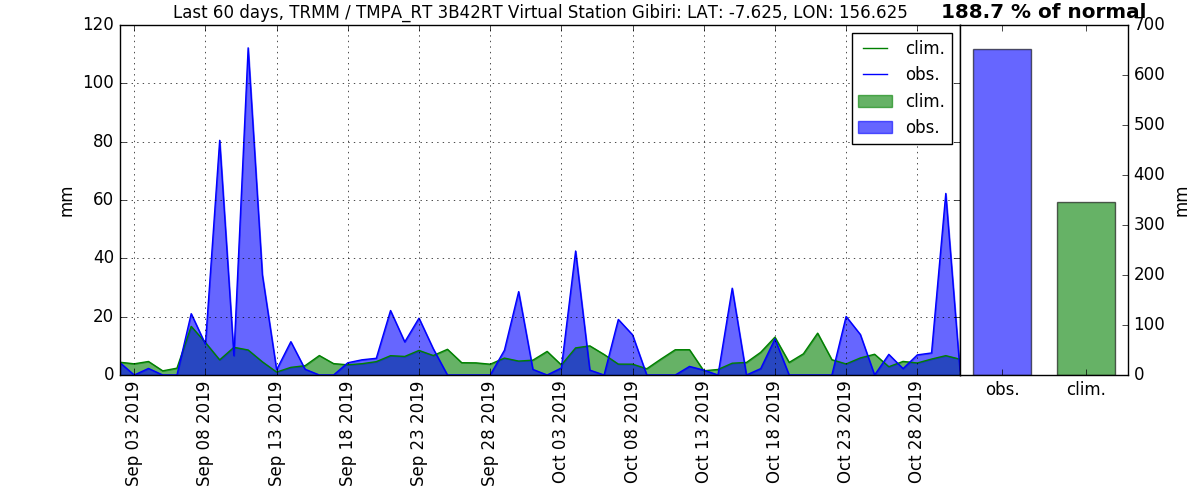 Last 60 days, TRMM / TMPA_RT 3B42RT Virtual Station Gibiri: LAT: -7.625, LON: 156.625
188.7 % of normal
120
100
80
60
40
20
0
mm
clim.
obs.
clim.
obs.
700
600
500
400
300
200
100
0
mm
Sep 03 2019
Sep 08 2019
Sep 13 2019
Sep 18 2019
Sep 23 2019
Sep 28 2019
Oct 03 2019
Oct 08 2019
Oct 13 2019
Oct 18 2019
Oct 23 2019
Oct 28 2019
obs.
clim.